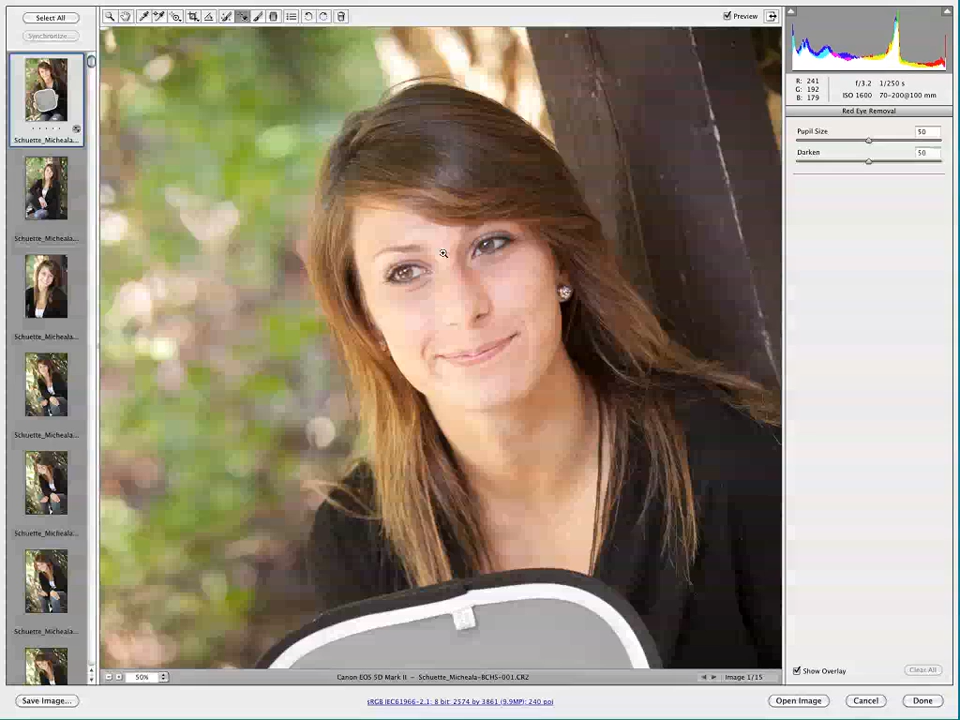 Select All
Synchronize...
Preview
R: 241
G: 192
B: 179
f/3.2 1/250 s
ISO 1600 70-200@100 mm
Red Eye Removal
Pupil Size 50
Darken 50
Schuette_Micheala...
Schuette_Micheala...
Schuette_Micheala...
Schuette_Micheala...
Schuette_Micheala...
Schuette_Micheala...
50%
Canon EOS 5D Mark II - Schuette_Micheala-BCHS-001.CR2
Image 1/15
Show Overlay
Clear All
Save Image...
sRGB IEC61966-2.1; 8 bit; 2574 by 3861 (9.9MP); 240 ppi
Open Image
Cancel
Done